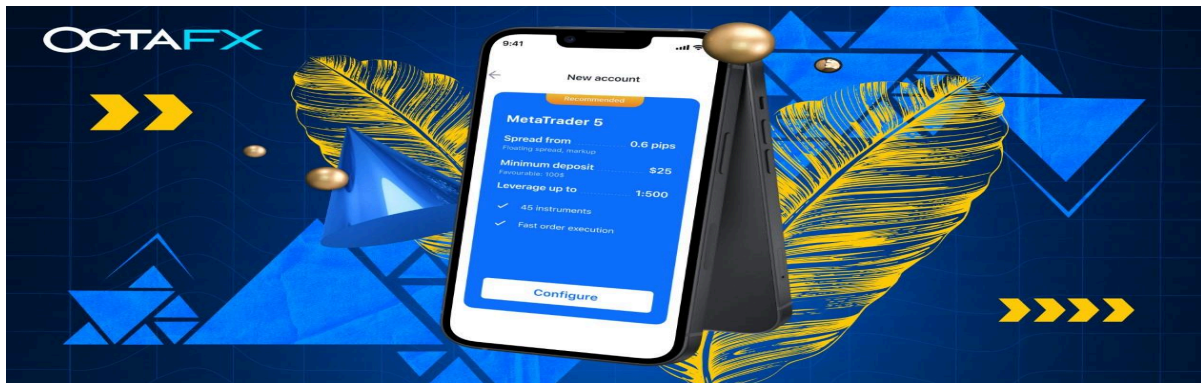 OCTAFX
9:41
New account
Recommended
MetaTrader 5
Spread from 0.6 pips
Floating spread, markup
Minimum deposit $25
Favourable: 100$
Leverage up to 1:500
45 instruments
Fast order execution
Configure